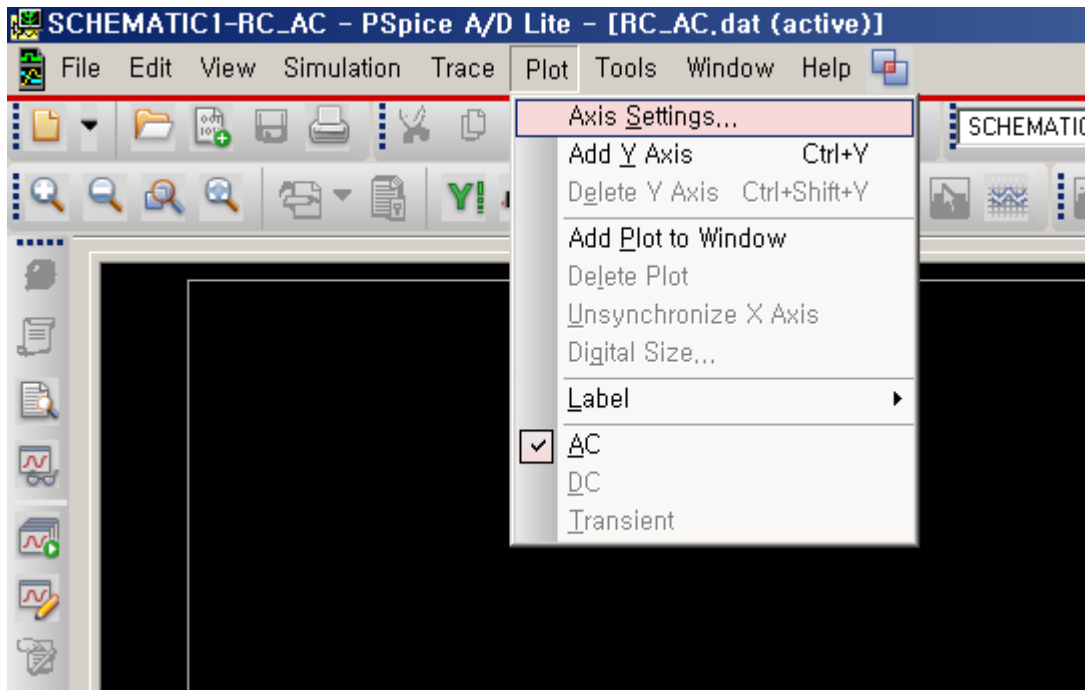 SCHEMATIC1-RC_AC - PSpice A/D Lite - [RC_AC.dat (active)]
File Edit View Simulation Trace Plot Tools Window Help
Axis Settings...
SCHEMATIC
Add Y Axis Ctrl+Y
Delete Y Axis Ctrl+Shift+Y
Add Plot to Window
Delete Plot
Unsynchronize X Axis
Digital Size...
Label
AC
DC
Transient